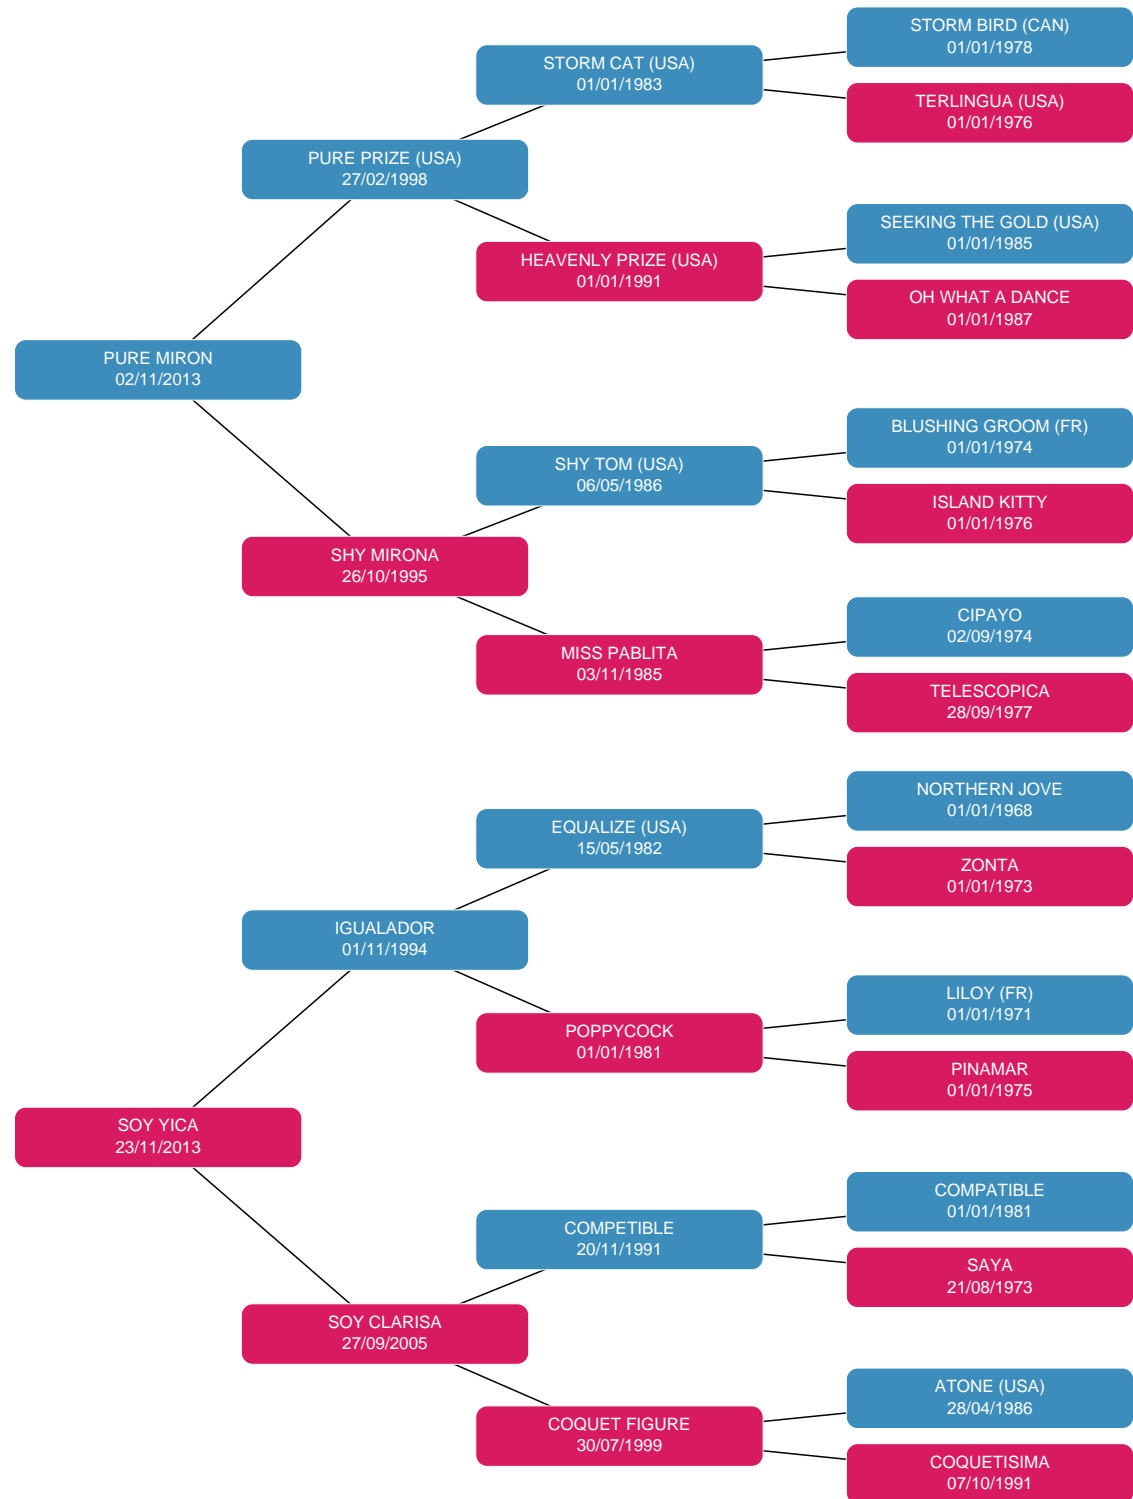 STORM BIRD (CAN)
01/01/1978
STORM CAT (USA)
01/01/1983
TERLINGUA (USA)
01/01/1976
PURE PRIZE (USA)
27/02/1998
SEEKING THE GOLD (USA)
01/01/1985
HEAVENLY PRIZE (USA)
01/01/1991
OH WHAT A DANCE
01/01/1987
PURE MIRON
02/11/2013
BLUSHING GROOM (FR)
01/01/1974
SHY TOM (USA)
06/05/1986
ISLAND KITTY
01/01/1976
SHY MIRONA
26/10/1995
CIPAYO
02/09/1974
MISS PABLITA
03/11/1985
TELESCOPICA
28/09/1977
NORTHERN JOVE
01/01/1968
EQUALIZE (USA)
15/05/1982
ZONTA
01/01/1973
IGUALADOR
01/11/1994
LILOY (FR)
01/01/1971
POPPYCOCK
01/01/1981
PINAMAR
01/01/1975
SOY YICA
23/11/2013
COMPATIBLE
01/01/1981
COMPETIBLE
20/11/1991
SAYA
21/08/1973
SOY CLARISA
27/09/2005
ATONE (USA)
28/04/1986
COQUET FIGURE
30/07/1999
COQUETISIMA
07/10/1991